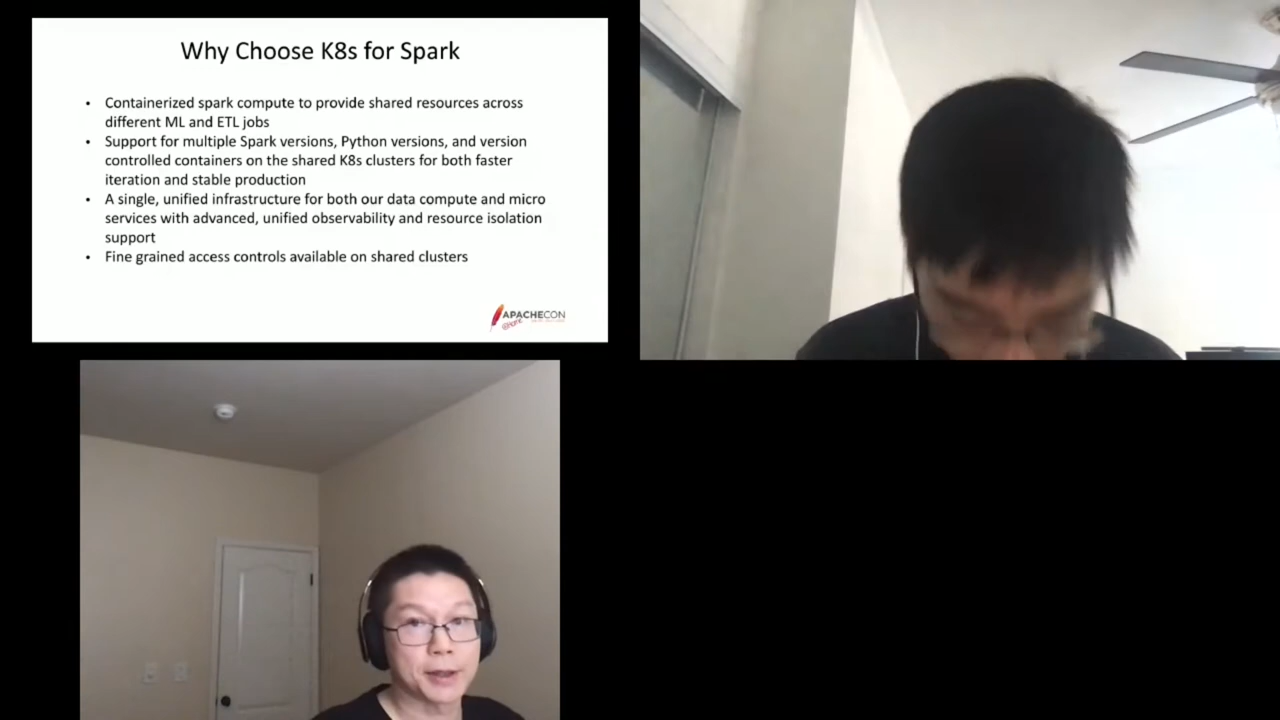 Why Choose K8s for Spark
• Containerized spark compute to provide shared resources across
different ML and ETL jobs
• Support for multiple Spark versions, Python versions, and version
controlled containers on the shared K8s clusters for both faster
iteration and stable production
• A single, unified infrastructure for both our data compute and micro
services with advanced, unified observability and resource isolation
support
• Fine grained access controls available on shared clusters
APACHECON
@HOME